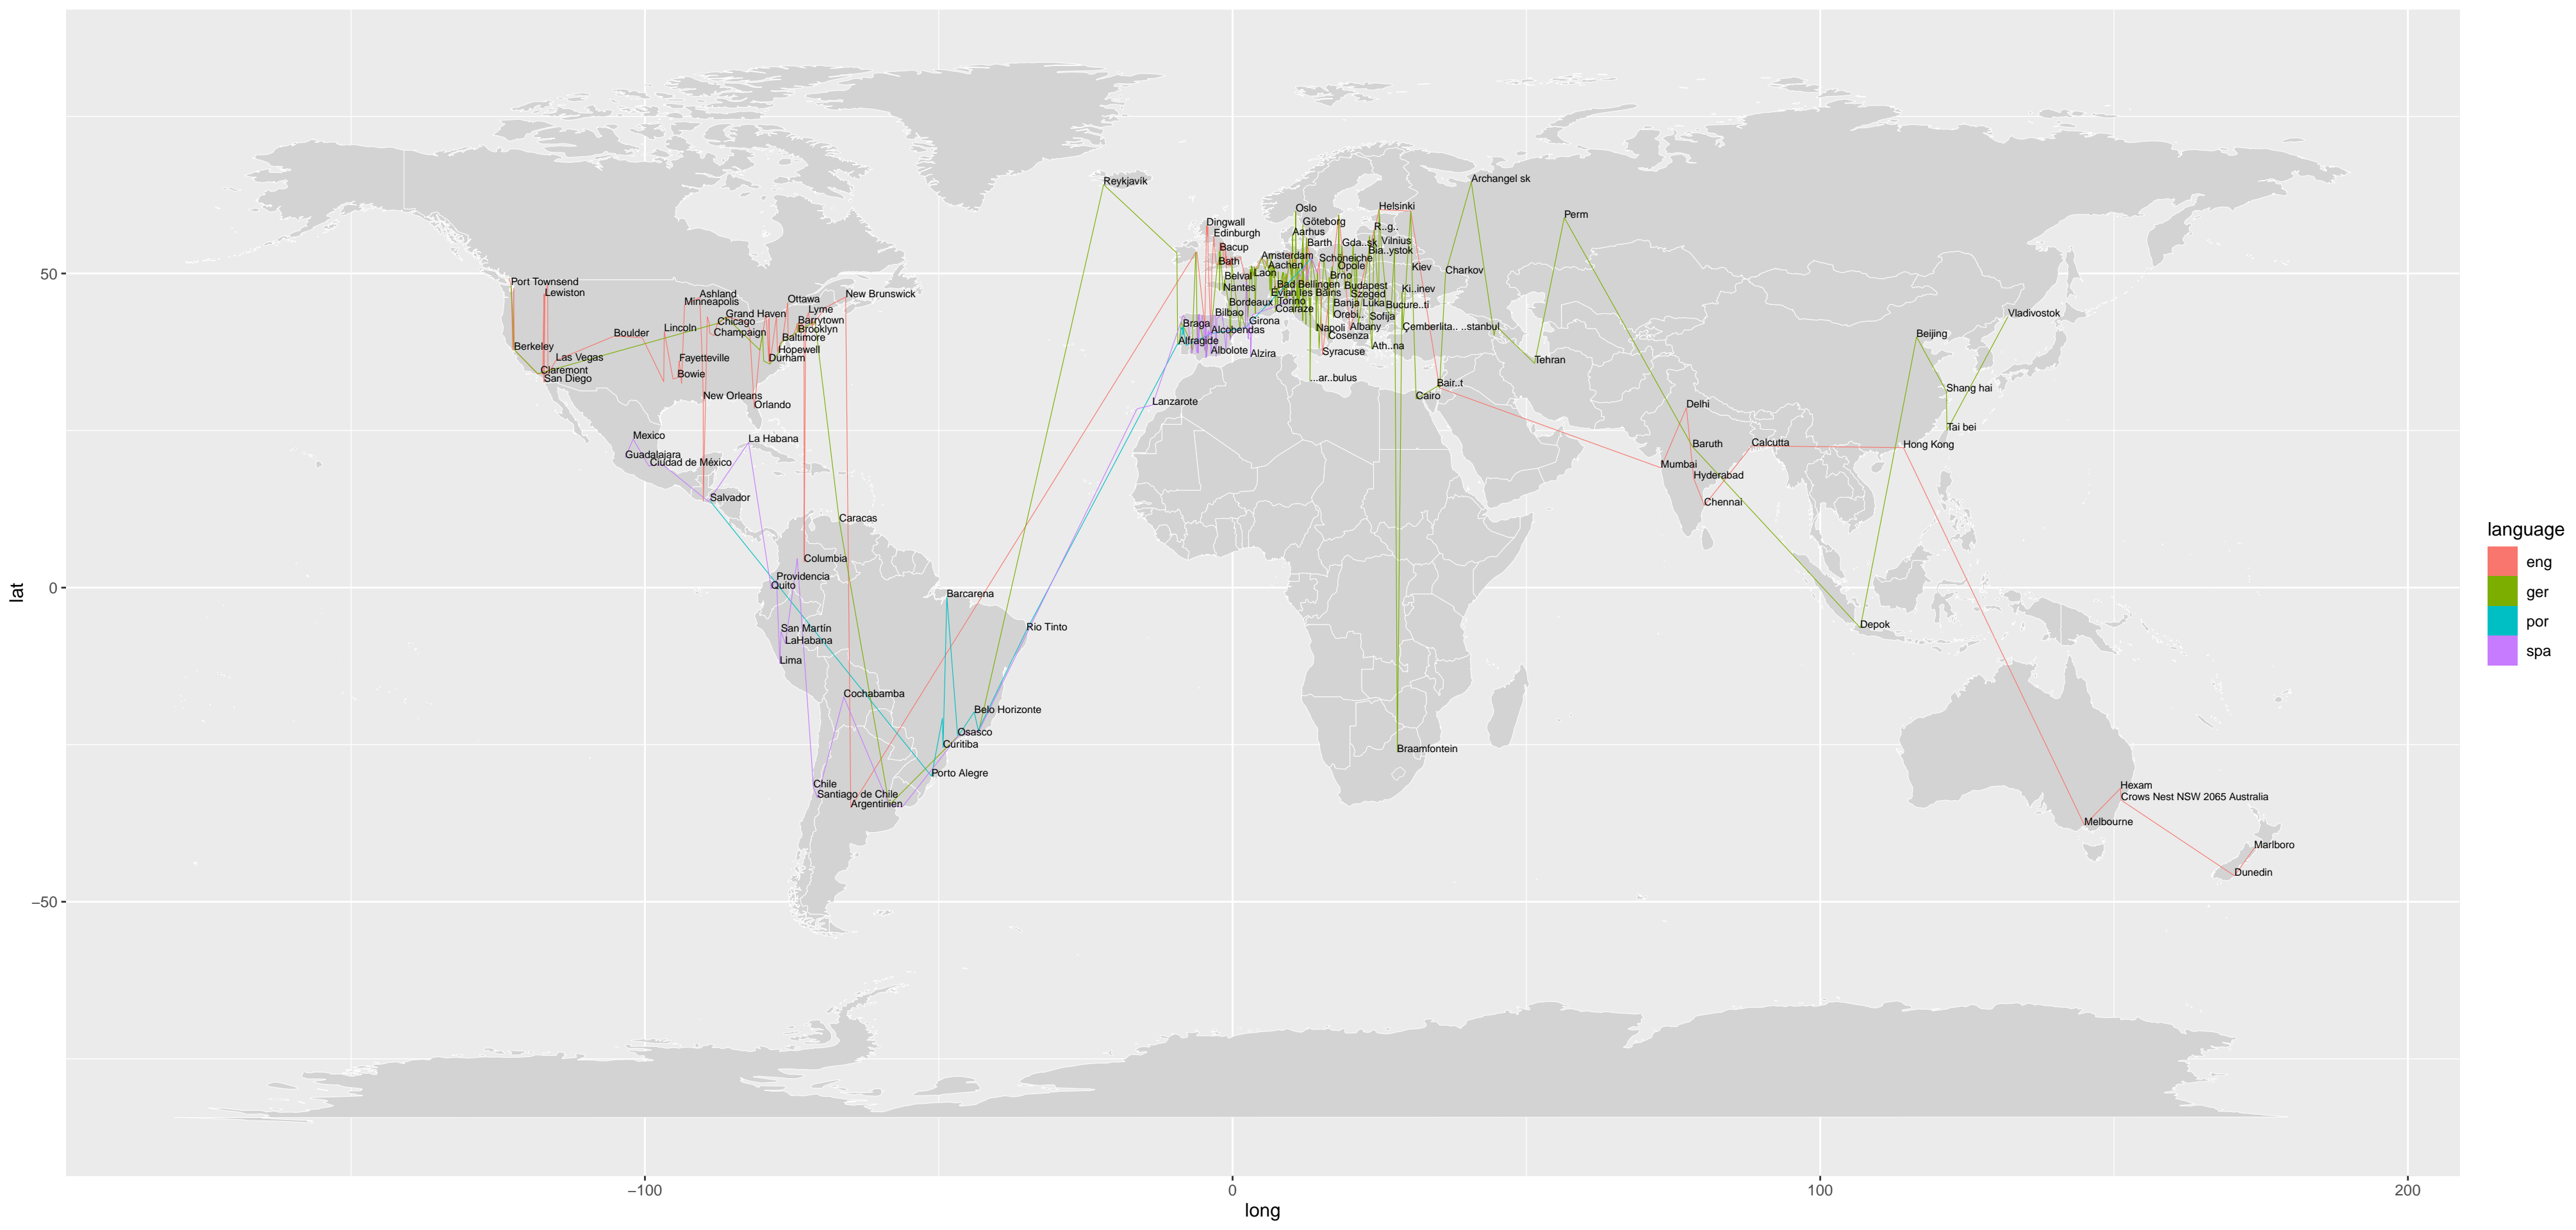 Reykjavík
Archangel sk
Oslo
Helsinki
Perm
Dingwall
Göteborg
Edinburgh
Aarhus
R..g..
Bacup
Barth
Gda..sk
Vilnius
Bia..ystok
Bath
Amsterdam
Schöneiche
Aachen
Opole
Kiev
Charkov
Belval
Laon
Brno
Port Townsend
Nantes
Bad Bellingen
Budapest
Lewiston
Ashland
Minneapolis
Ottawa
New Brunswick
Evian les Bains
Szeged
Ki..inev
Bordeaux
Torino
Banja Luka
Bucure..ti
Vladivostok
Grand Haven
Lyme
Coaraze
Bilbao
Orebi..
Sofija
Chicago
Barrytown
Braga
Girona
Boulder
Lincoln
Champaign
Brooklyn
Alcobendas
Napoli
Albany
Çemberlita.. ..stanbul
Beijing
Baltimore
Alfragide
Cosenza
Berkeley
Hopewell
Albolote
Alzira
Syracuse
Ath..na
Las Vegas
Fayetteville
Durham
Tehran
Claremont
San Diego
Bowie
...ar..bulus
Bair..t
Shang hai
New Orleans
Orlando
Lanzarote
Cairo
Delhi
Tai bei
Mexico
La Habana
Baruth
Calcutta
Hong Kong
Guadalajara
Ciudad de México
Mumbai
Hyderabad
Salvador
Chennai
Caracas
Columbia
Providencia
Quito
Barcarena
San Martín
Rio Tinto
Depok
LaHabana
Lima
Cochabamba
Belo Horizonte
Osasco
Curitiba
Braamfontein
Porto Alegre
Chile
Santiago de Chile
Argentinien
Hexam
Crows Nest NSW 2065 Australia
Melbourne
Marlboro
Dunedin
50
0
−50
lat
−100
0
100
200
long
language
eng
ger
por
spa